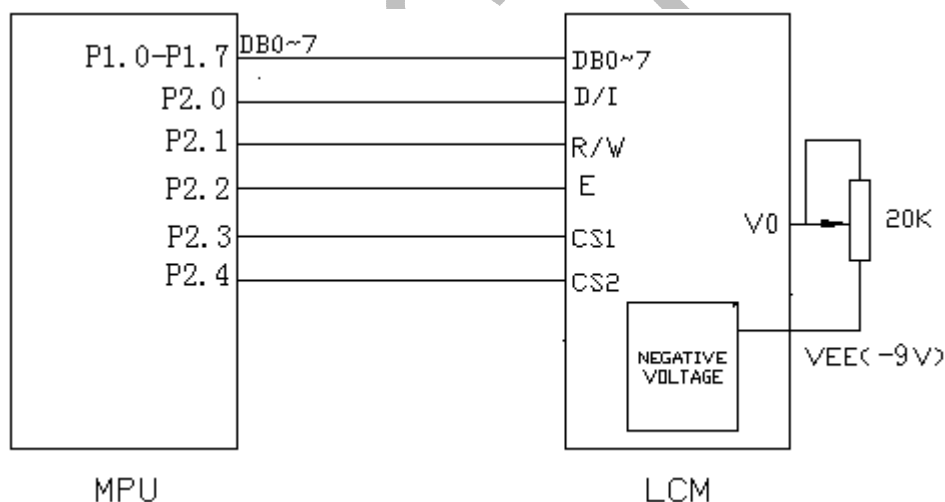 P1.0-P1.7
DB0~7
P2.0
P2.1
P2.2
P2.3
P2.4
MPU
DB0~7
D/I
R/W
E
CS1
CS2
V0
NEGATIVE
VOLTAGE
LCM
20K
VEE(-9V)